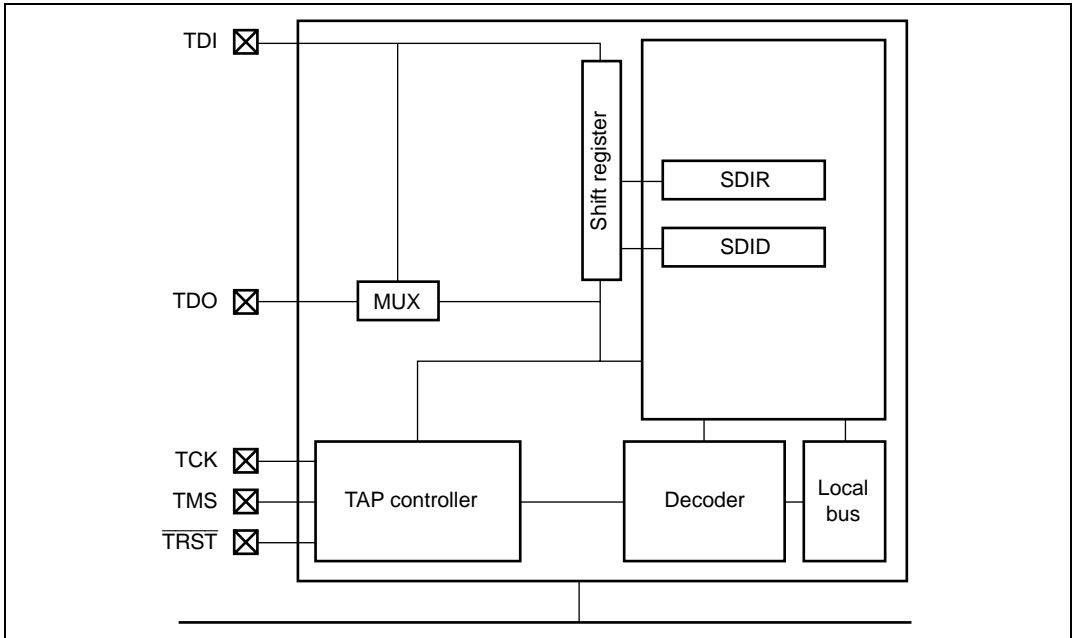 TDI
Shift register
SDIR
SDID
TDO
MUX
TCK
TMS
TRST
TAP controller
Decoder
Local
bus